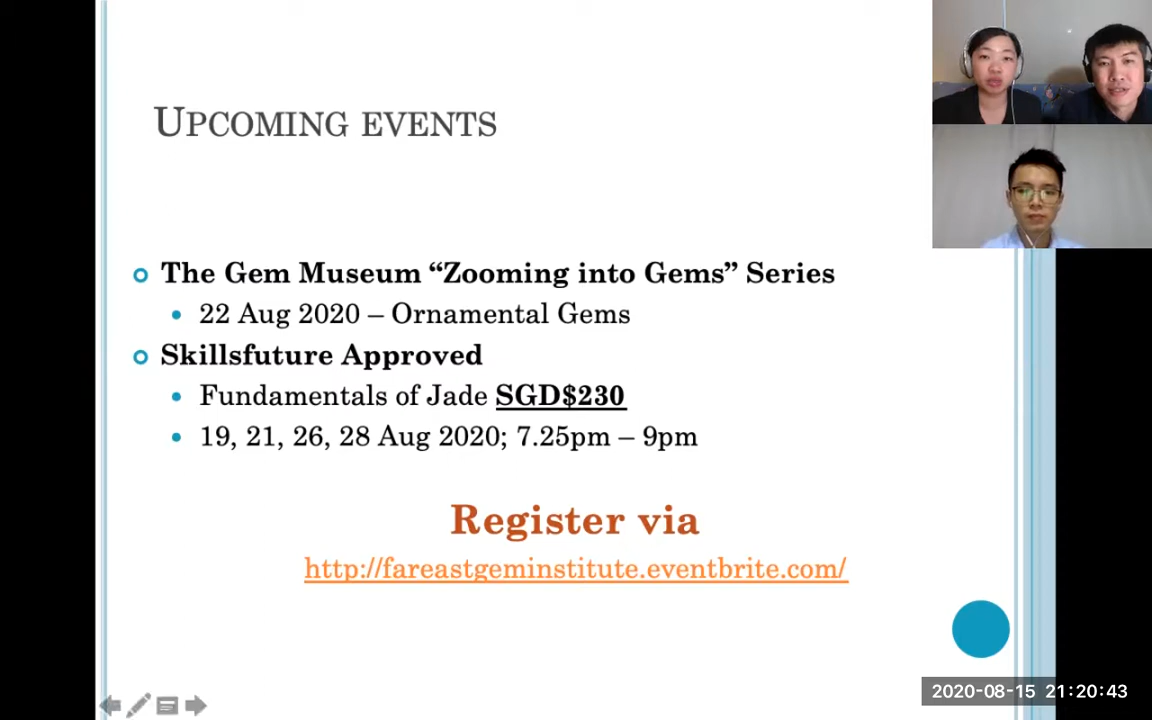 UPCOMING EVENTS
The Gem Museum “Zooming into Gems” Series
22 Aug 2020 – Ornamental Gems
Skillsfuture Approved
Fundamentals of Jade SGD$230
19, 21, 26, 28 Aug 2020; 7.25pm – 9pm
Register via
http://fareastgeminstitute.eventbrite.com/
2020-08-15 21:20:43